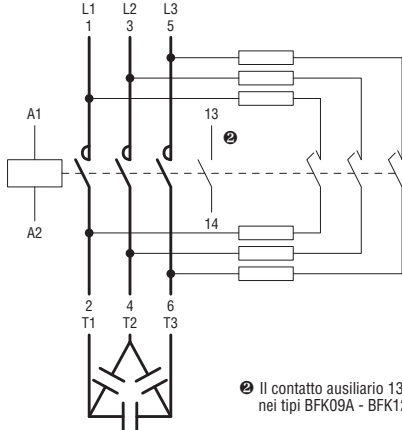 L1 L2 L3
1 3 5
A1
13
❷
14
A2
2 4 6
T1 T2 T3
❷ Il contatto ausiliario 13
nei tipi BFK09A - BFK12